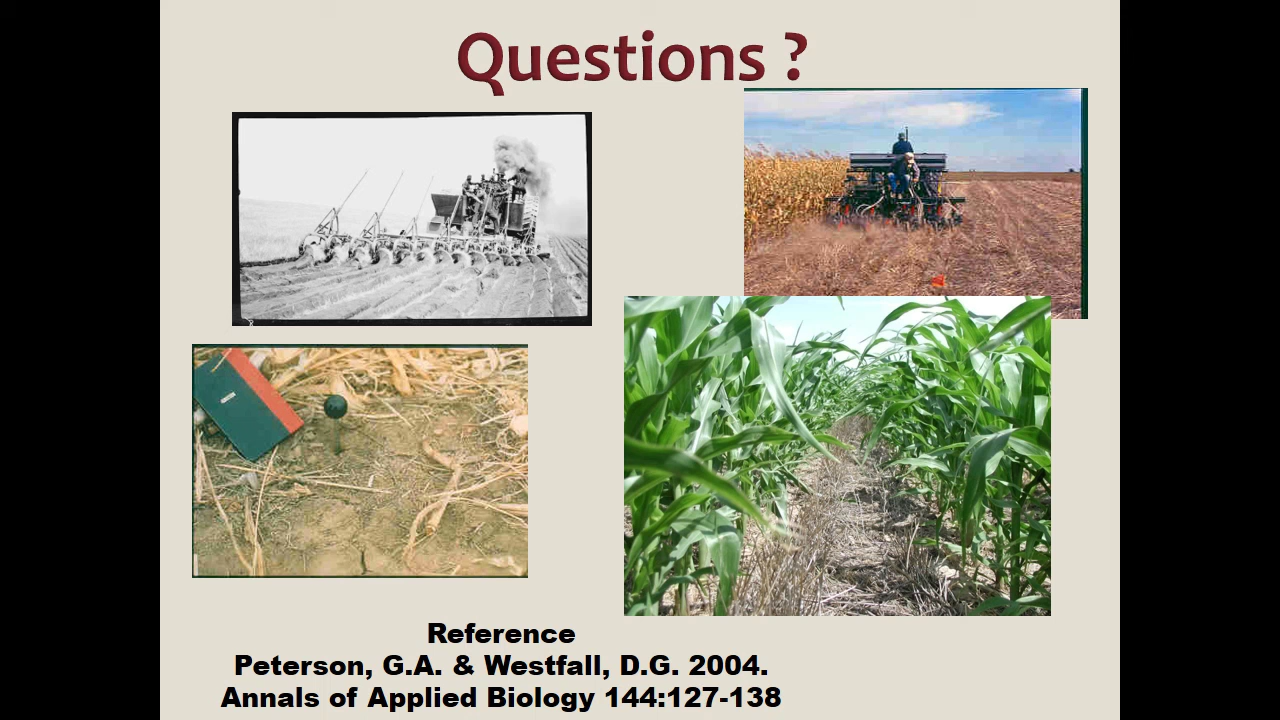 Questions ?
Reference
Peterson, G.A. & Westfall, D.G. 2004.
Annals of Applied Biology 144:127-138